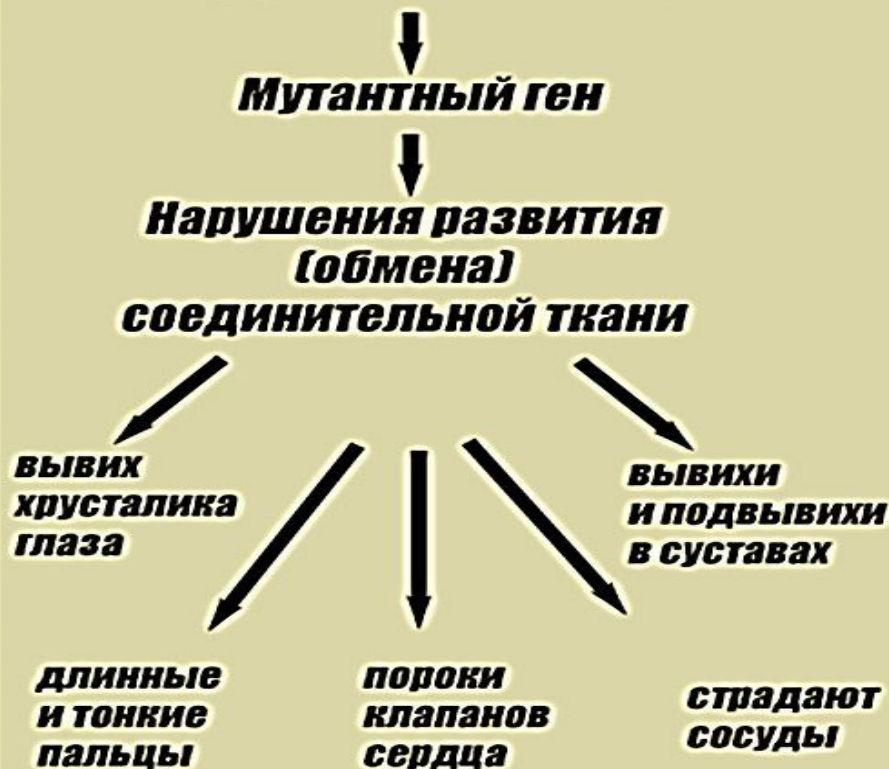 Мутантный ген
Нарушения развития
(обмена)
соединительной ткани
вывих
хрусталика
глаза
вывихи
и подвывихи
в суставах
длинные
и тонкие
пальцы
пороки
клапанов
сердца
страдают
сосуды